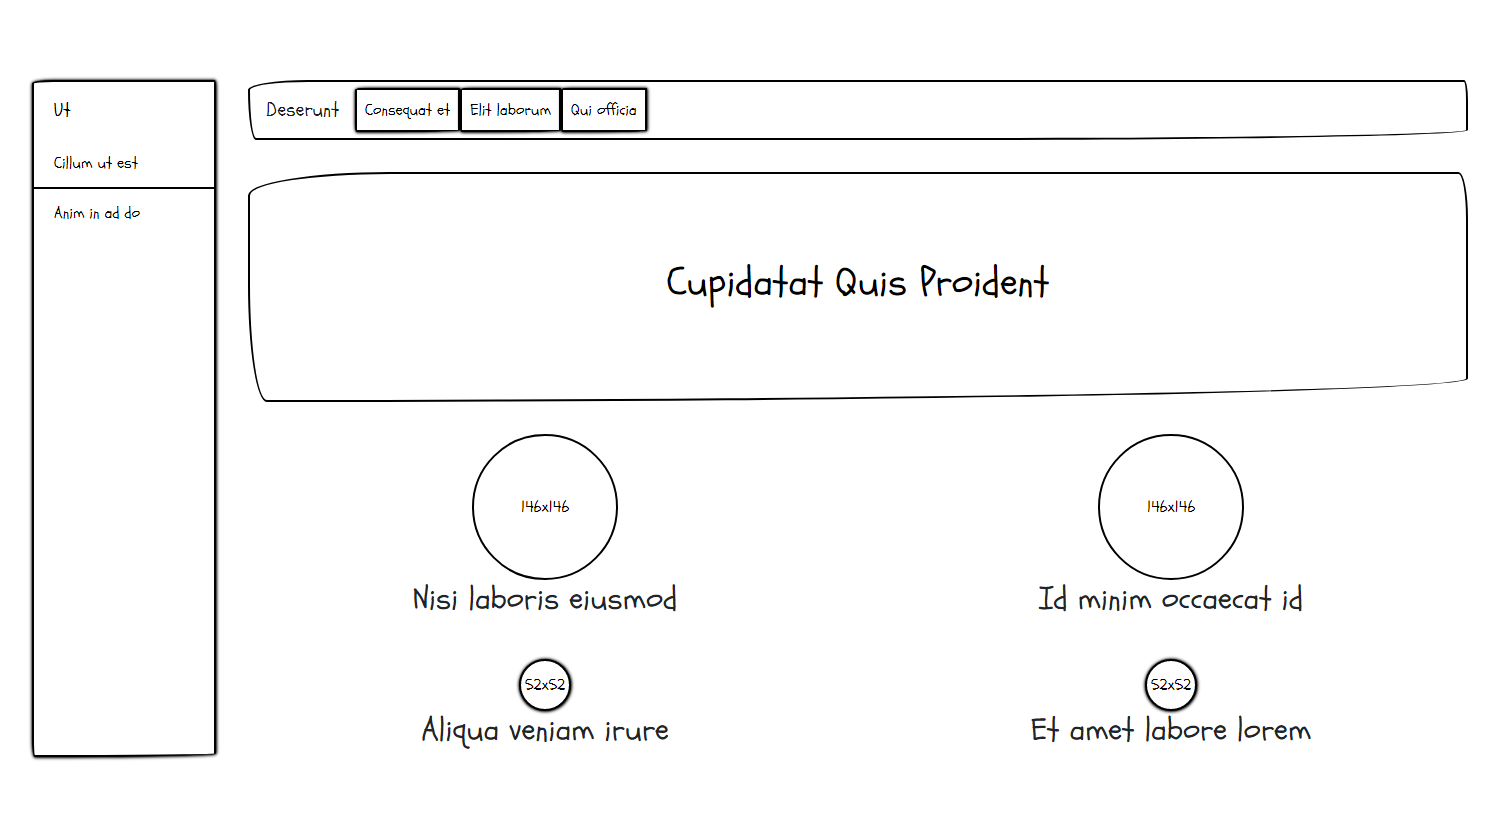 Ut
Cillum ut est
Anim in ad do
Deserunt
Consequat et
Elit laborum
Qui officia
Cupidatat Quis Proident
146x146
Nisi laboris eiusmod
146x146
Id minim occaecat id
52x52
Aliqua veniam irure
52x52
Et amet labore lorem